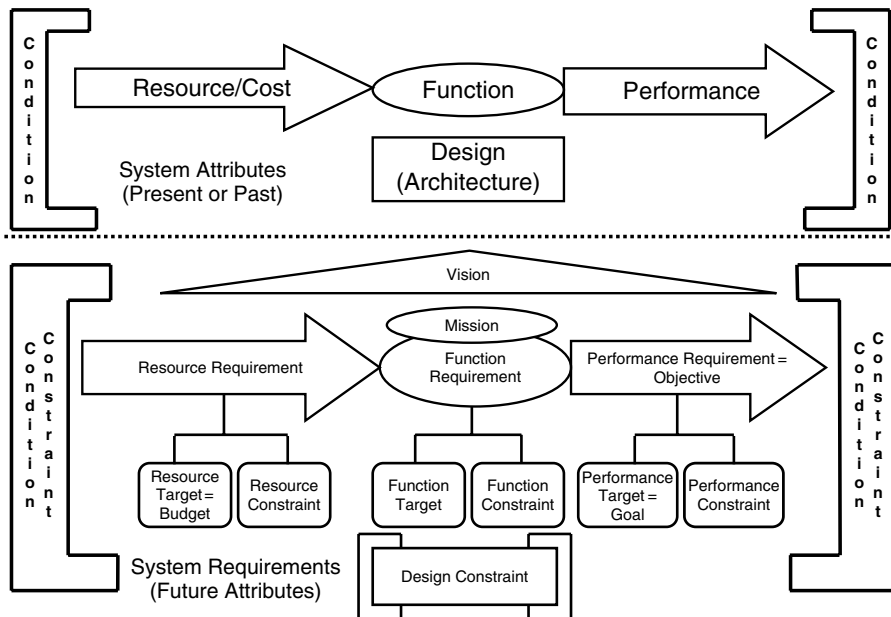 Condition
Resource/Cost
Function
Performance
Condition
Design
(Architecture)
System Attributes
(Present or Past)
Vision
Mission
Condition
Constraint
Resource Requirement
Function
Requirement
Performance Requirement =
Objective
Condition
Constraint
Resource
Target =
Budget
Resource
Constraint
Function
Target
Function
Constraint
Performance
Target =
Goal
Performance
Constraint
System Requirements
(Future Attributes)
Design Constraint